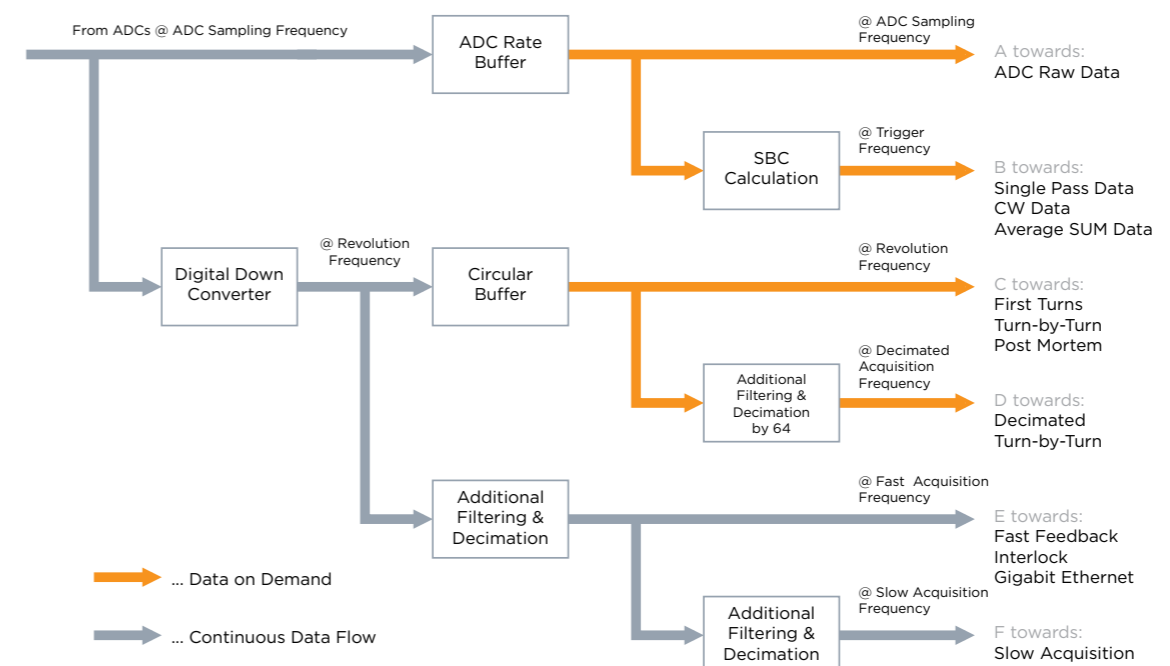 From ADCs @ ADC Sampling Frequency
ADC Rate
Buffer
@ ADC Sampling
Frequency
A towards:
ADC Raw Data
SBC
Calculation
@ Trigger
Frequency
B towards:
Single Pass Data
CW Data
Average SUM Data
Digital Down
Converter
@ Revolution
Frequency
Circular
Buffer
@ Revolution
Frequency
C towards:
First Turns
Turn-by-Turn
Post Mortem
Additional
Filtering &
Decimation
by 64
@ Decimated
Acquisition
Frequency
D towards:
Decimated
Turn-by-Turn
Additional
Filtering &
Decimation
@ Fast Acquisition
Frequency
E towards:
Fast Feedback
Interlock
Gigabit Ethernet
Additional
Filtering &
Decimation
@ Slow Acquisition
Frequency
F towards:
Slow Acquisition
... Data on Demand
... Continuous Data Flow